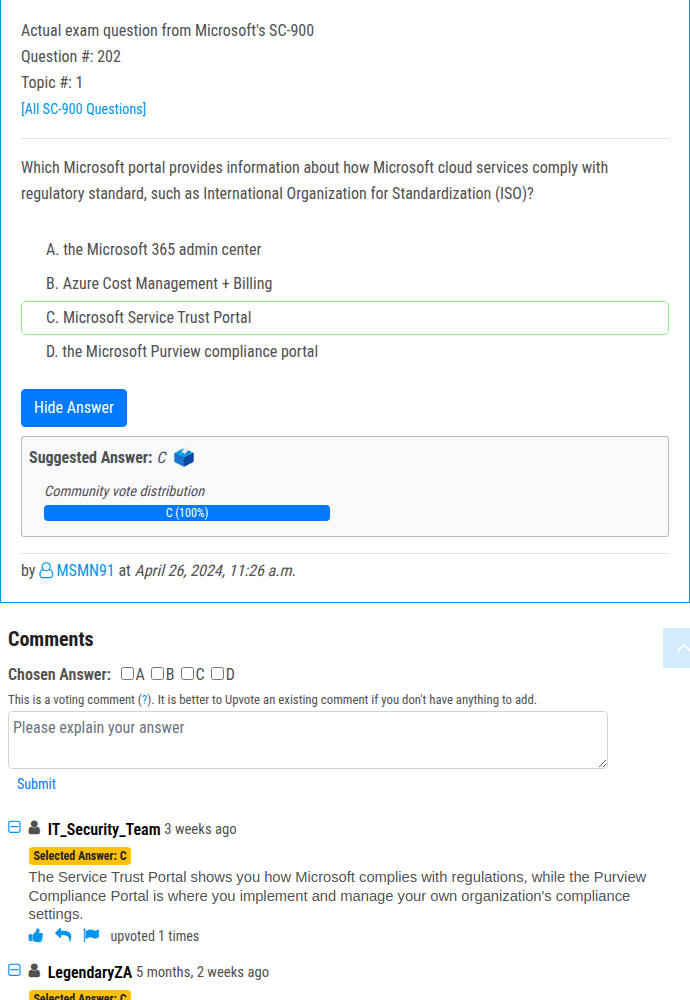 Actual exam question from Microsoft's SC-900
Question #: 202
Topic #: 1
[All SC-900 Questions]
Which Microsoft portal provides information about how Microsoft cloud services comply with
regulatory standard, such as International Organization for Standardization (ISO)?
A. the Microsoft 365 admin center
B. Azure Cost Management + Billing
C. Microsoft Service Trust Portal
D. the Microsoft Purview compliance portal
Hide Answer
Suggested Answer: C
Community vote distribution
C (100%)
by MSMN91 at April 26, 2024, 11:26 a.m.
Comments
Chosen Answer: A B C D
This is a voting comment (?). It is better to Upvote an existing comment if you don't have anything to add.
Please explain your answer
Submit
IT_Security_Team 3 weeks ago
Selected Answer: C
The Service Trust Portal shows you how Microsoft complies with regulations, while the Purview
Compliance Portal is where you implement and manage your own organization's compliance
settings.
upvoted 1 times
LegendaryZA 5 months, 2 weeks ago
Selected Answer: C